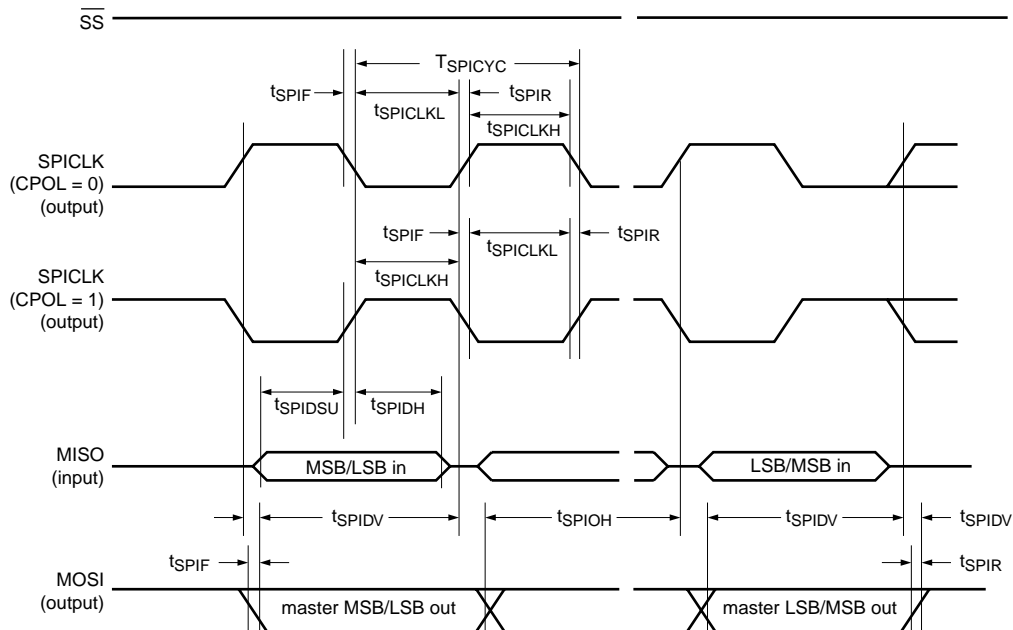 SS
TSPICYC
tSPIF
tSPIR
tSPICLKL
tSPICLKH
SPICLK
(CPOL = 0)
(output)
tSPIF
tSPICLKL
tSPIR
tSPICLKH
SPICLK
(CPOL = 1)
(output)
tSPIDSU
tSPIDH
MISO
(input)
MSB/LSB in
LSB/MSB in
tSPIDV
tSPIOH
tSPIDV
tSPIDV
tSPIF
tSPIR
MOSI
(output)
master MSB/LSB out
master LSB/MSB out